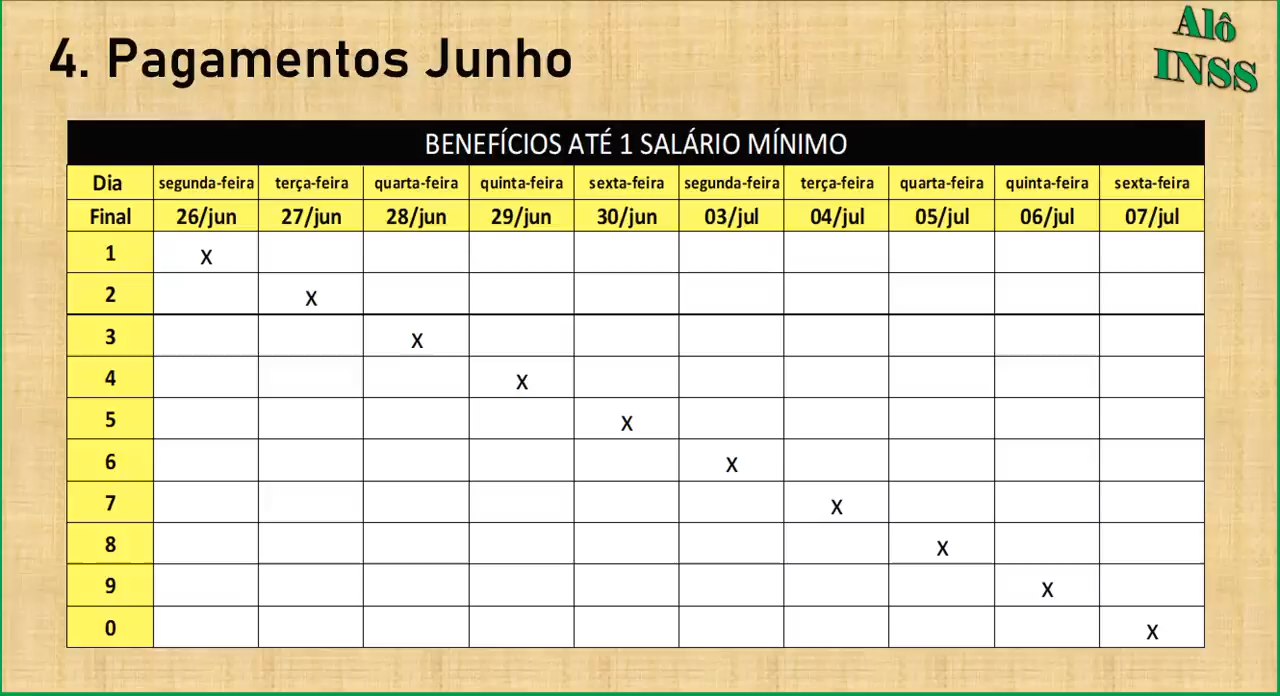 4. Pagamentos Junho
Alô
INSS
BENEFÍCIOS ATÉ 1 SALÁRIO MÍNIMO
Dia segunda-feira terça-feira quarta-feira quinta-feira sexta-feira segunda-feira terça-feira quarta-feira quinta-feira sexta-feira
Final 26/jun 27/jun 28/jun 29/jun 30/jun 03/jul 04/jul 05/jul 06/jul 07/jul
1 x
2 x
3 x
4 x
5 x
6 x
7 x
8 x
9 x
0 x